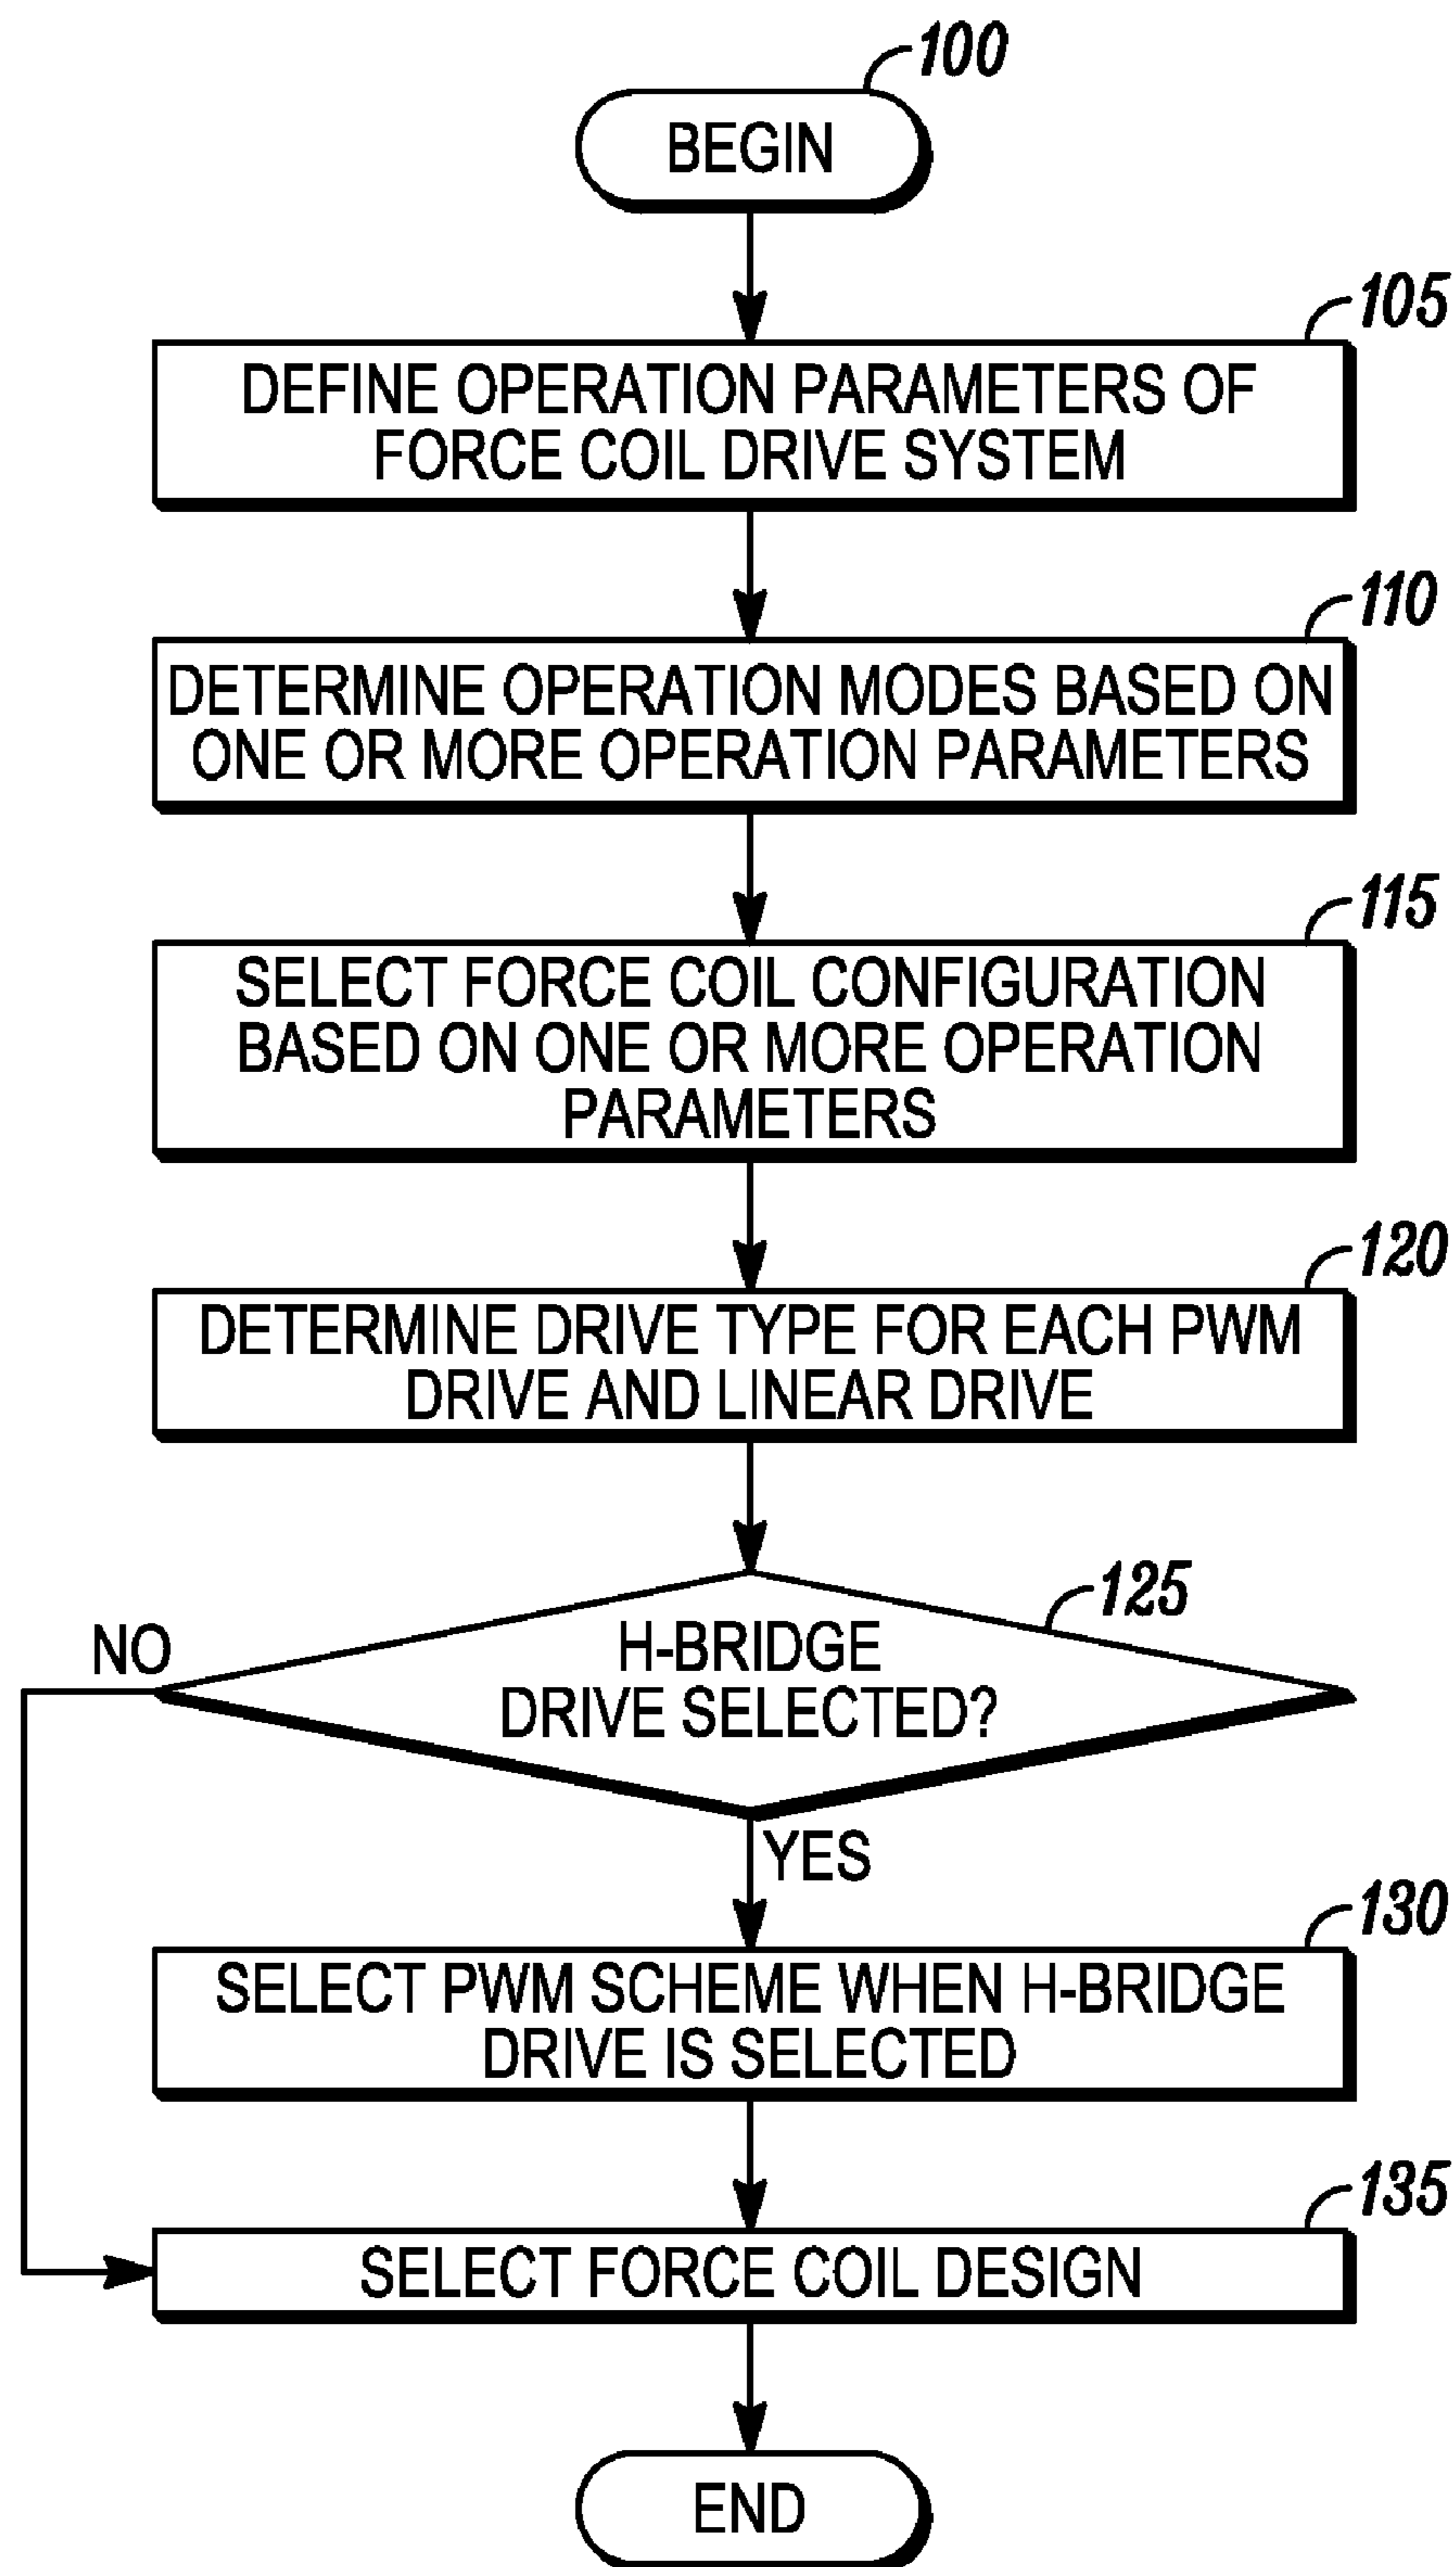 100
BEGIN
105
DEFINE OPERATION PARAMETERS OF
FORCE COIL DRIVE SYSTEM
110
DETERMINE OPERATION MODES BASED ON
ONE OR MORE OPERATION PARAMETERS
115
SELECT FORCE COIL CONFIGURATION
BASED ON ONE OR MORE OPERATION
PARAMETERS
120
DETERMINE DRIVE TYPE FOR EACH PWM
DRIVE AND LINEAR DRIVE
125
NO
H-BRIDGE
DRIVE SELECTED?
YES
130
SELECT PWM SCHEME WHEN H-BRIDGE
DRIVE IS SELECTED
135
SELECT FORCE COIL DESIGN
END